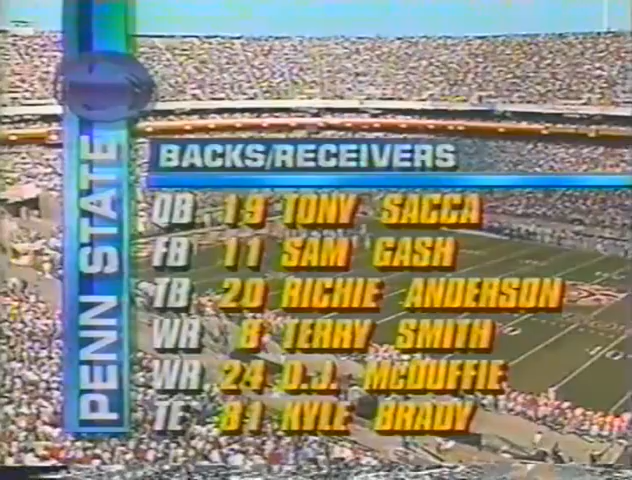 PENN STATE
BACKS/RECEIVERS
QB 19 TONY SACCA
FB 11 SAM GASH
TB 20 RICHIE ANDERSON
WR 8 TERRY SMITH
WR 24 O.J. MCDUFFIE
TE 81 KYLE BRADY